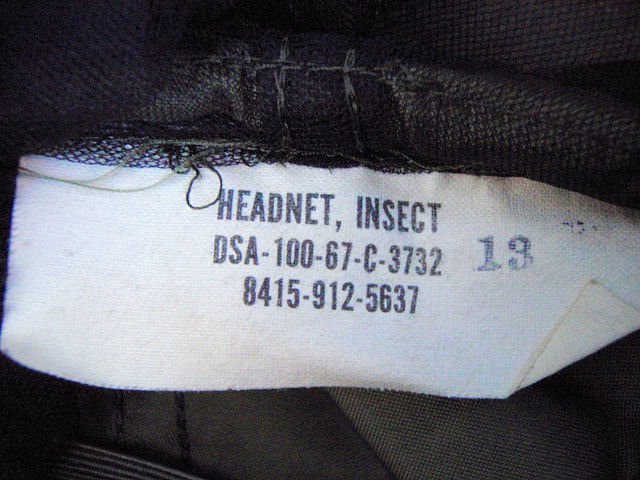 HEADNET, INSECT
DSA-100-67-C-3732 13
8415-912-5637